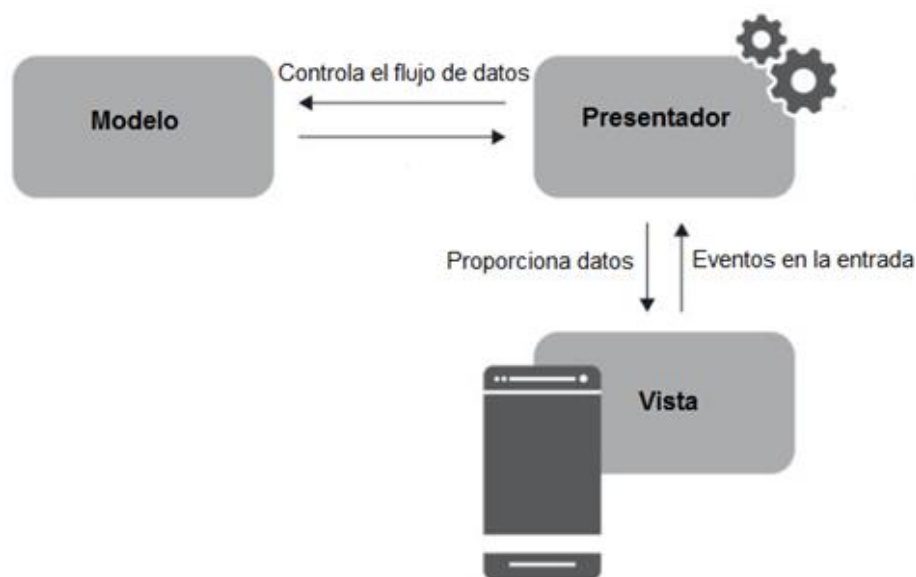 Controla el flujo de datos
Modelo
Presentador
Proporciona datos
Eventos en la entrada
Vista